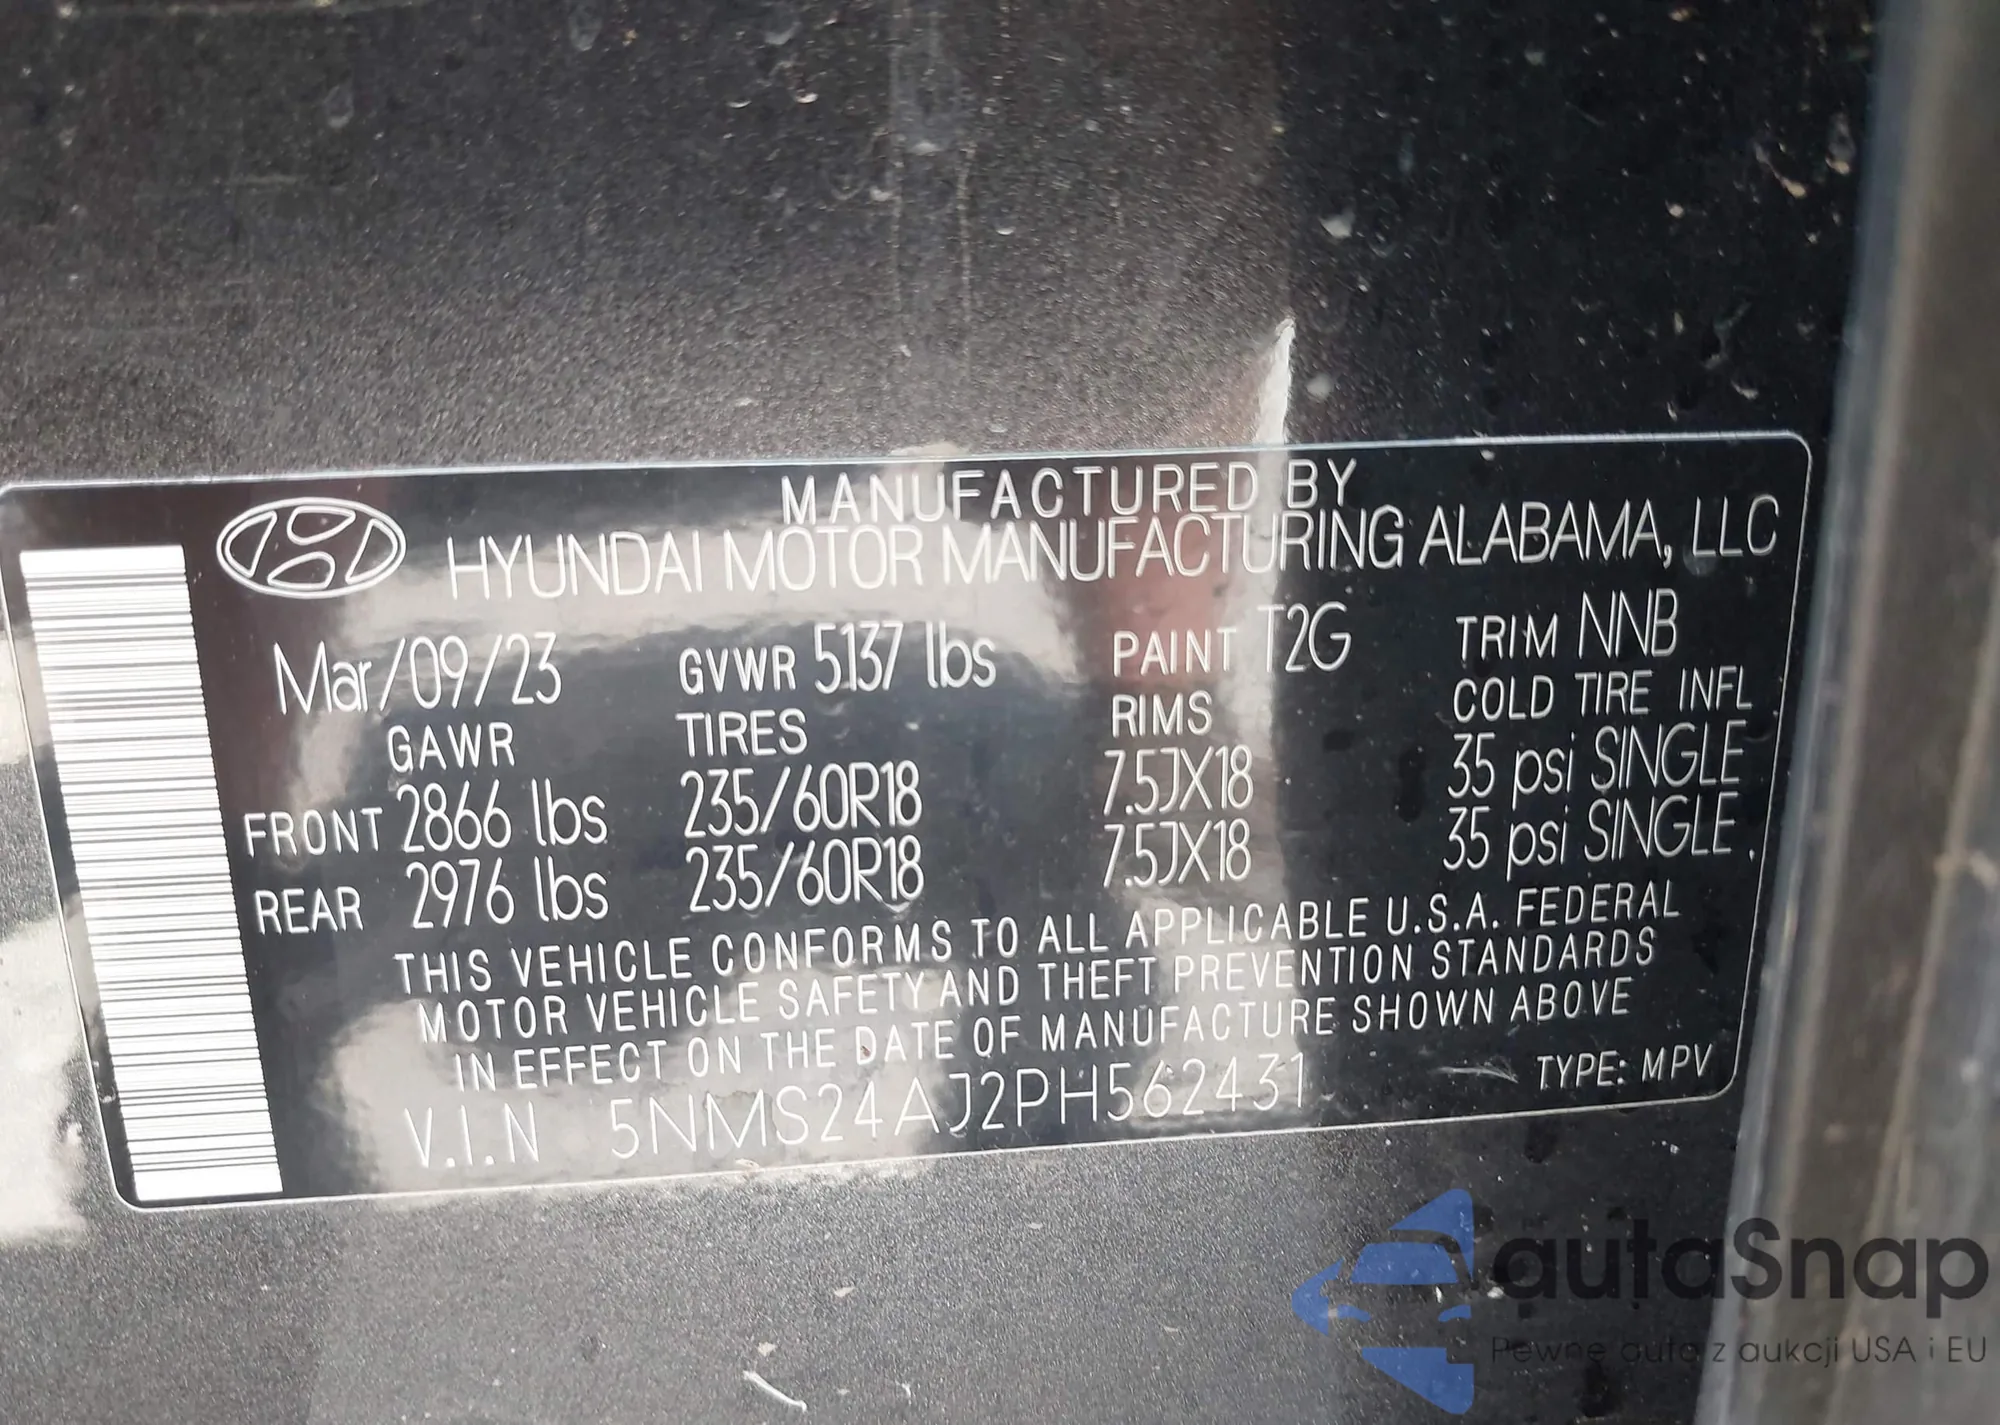 MANUFACTURED BY
HYUNDAI MOTOR MANUFACTURING ALABAMA, LLC
Mar/09/23 GVWR 5137 lbs PAINT T2G TRIM NNB
GAWR TIRES RIMS COLD TIRE INFL
FRONT 2866 lbs 235/60R18 7.5JX18 35 psi SINGLE
REAR 2976 lbs 235/60R18 7.5JX18 35 psi SINGLE
THIS VEHICLE CONFORMS TO ALL APPLICABLE U.S.A. FEDERAL
MOTOR VEHICLE SAFETY AND THEFT PREVENTION STANDARDS
IN EFFECT ON THE DATE OF MANUFACTURE SHOWN ABOVE
V.I.N 5NMS24AJ2PH562431 TYPE: MPV
autaSnap
Pewne auta z aukcji USA i EU